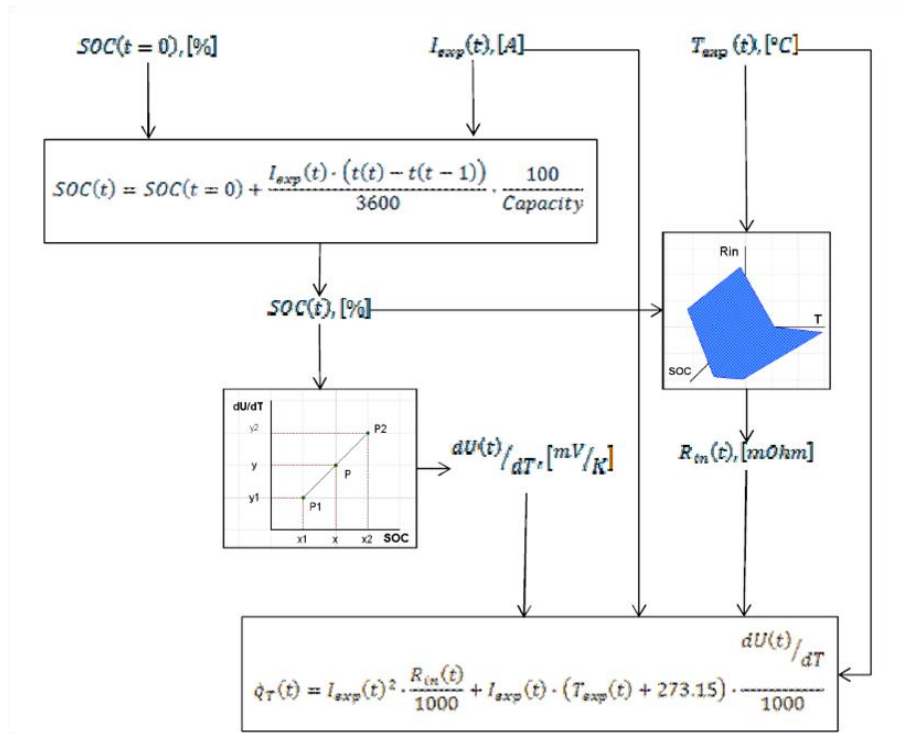 SOC(t = 0), [%]
I_exp(t), [A]
T_exp(t), [°C]
SOC(t) = SOC(t = 0) + I_exp(t) · (t(t) − t(t − 1)) / 3600 · 100 / Capacity
Rin
T
SOC
SOC(t), [%]
dU/dT
y2
y
y1
P2
P
P1
x1 x x2 SOC
dU(t)/dT, [mV/K]
R_in(t), [mOhm]
q̇_T(t) = I_exp(t)² · R_in(t) / 1000 + I_exp(t) · (T_exp(t) + 273.15) · dU(t)/dT / 1000